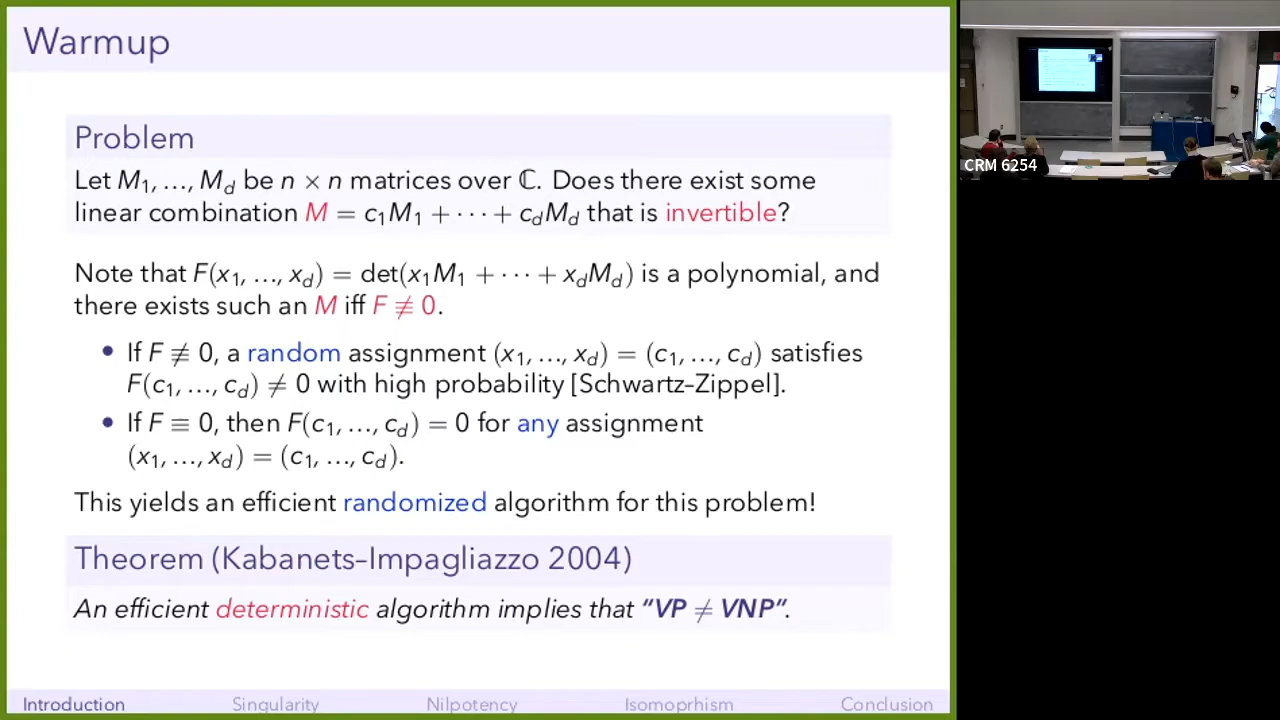 Warmup
Problem
Let M₁, …, M_d be n × n matrices over ℂ. Does there exist some
linear combination M = c₁M₁ + ⋯ + c_dM_d that is invertible?
Note that F(x₁, …, x_d) = det(x₁M₁ + ⋯ + x_dM_d) is a polynomial, and
there exists such an M iff F ≢ 0.
• If F ≢ 0, a random assignment (x₁, …, x_d) = (c₁, …, c_d) satisfies
F(c₁, …, c_d) ≠ 0 with high probability [Schwartz–Zippel].
• If F ≡ 0, then F(c₁, …, c_d) = 0 for any assignment
(x₁, …, x_d) = (c₁, …, c_d).
This yields an efficient randomized algorithm for this problem!
Theorem (Kabanets–Impagliazzo 2004)
An efficient deterministic algorithm implies that “VP ≠ VNP”.
Introduction Singularity Nilpotency Isomoprhism Conclusion
CRM 6254